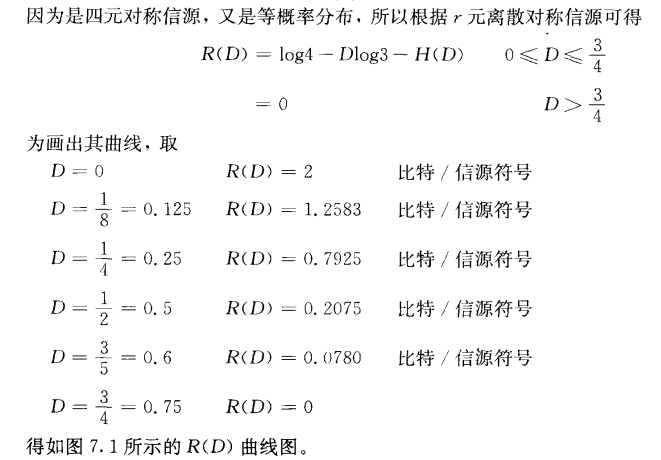 因为是四元对称信源，又是等概率分布，所以根据 r 元离散对称信源可得
R(D) = log4 − Dlog3 − H(D) 0 ⩽ D ⩽ 3/4
= 0 D > 3/4
为画出其曲线，取
D = 0 R(D) = 2 比特 / 信源符号
D = 1/8 = 0.125 R(D) = 1.2583 比特 / 信源符号
D = 1/4 = 0.25 R(D) = 0.7925 比特 / 信源符号
D = 1/2 = 0.5 R(D) = 0.2075 比特 / 信源符号
D = 3/5 = 0.6 R(D) = 0.0780 比特 / 信源符号
D = 3/4 = 0.75 R(D) = 0
得如图 7.1 所示的 R(D) 曲线图。